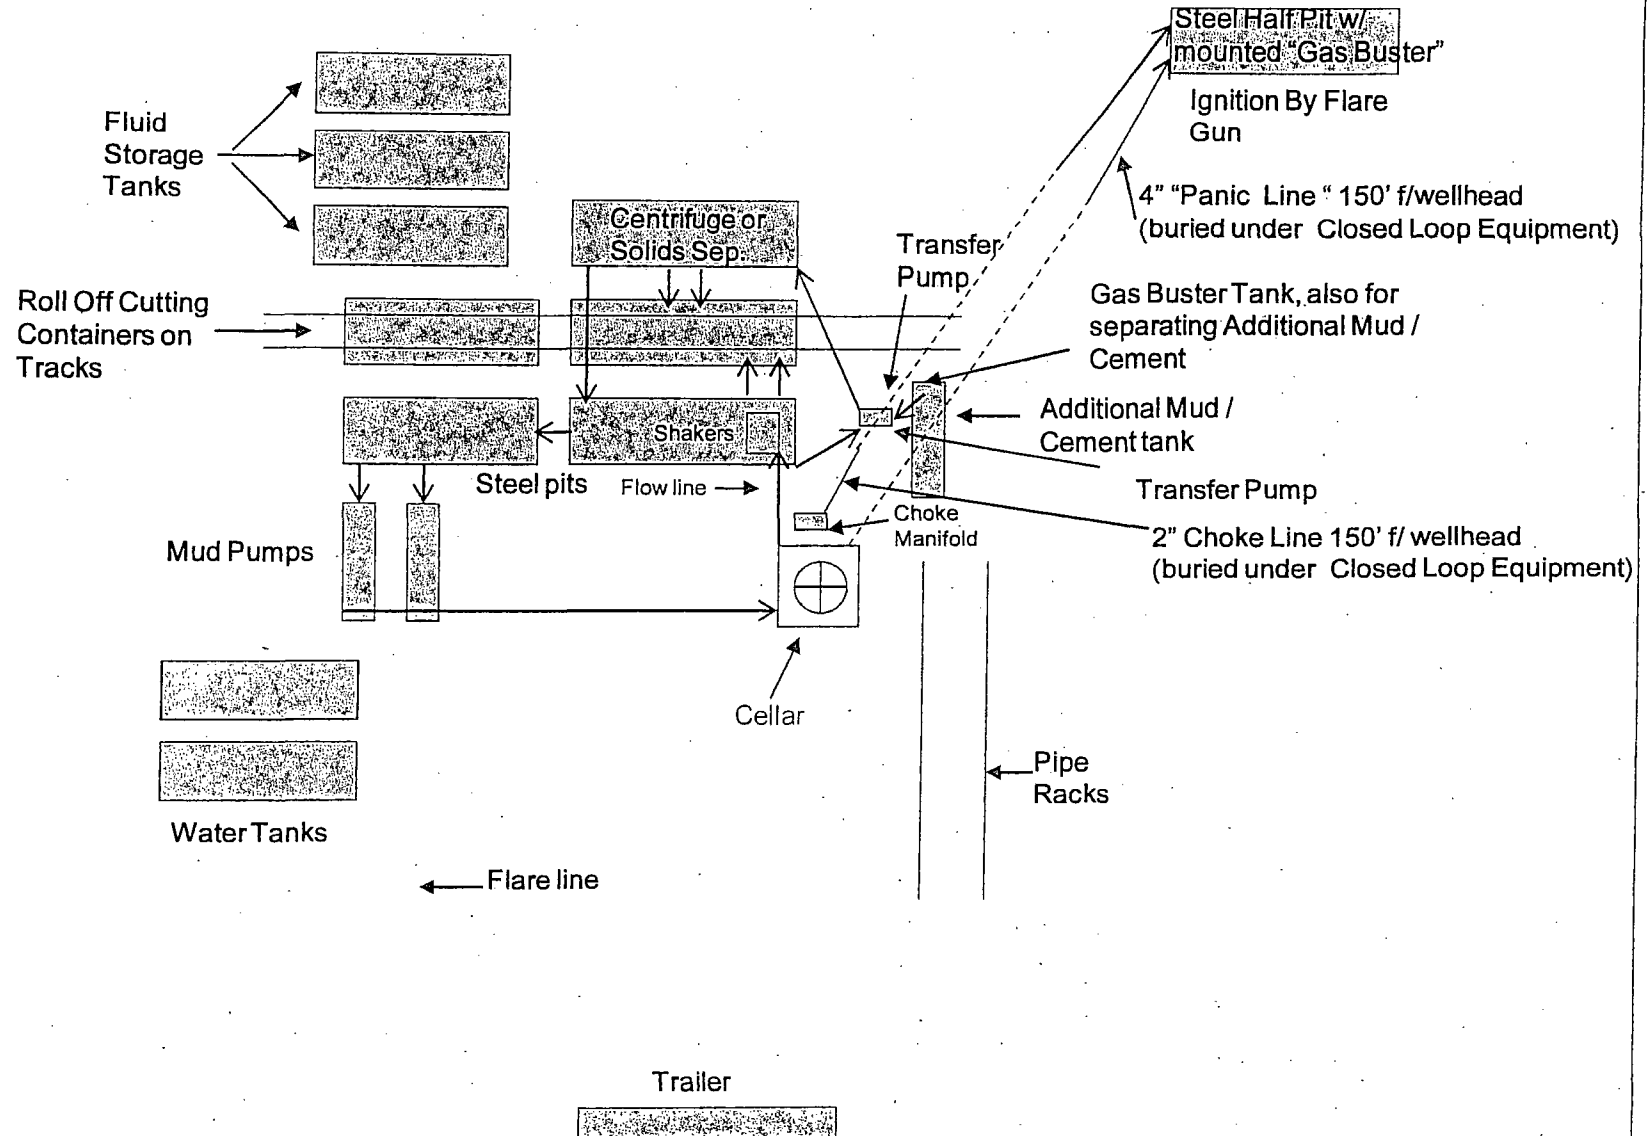 Steel Half Pit w/
mounted “Gas Buster”
Ignition By Flare
Gun
Fluid
Storage
Tanks
4” “Panic Line “ 150’ f/wellhead
(buried under Closed Loop Equipment)
Centrifuge or
Solids Sep.
Transfer
Pump
Roll Off Cutting
Containers on
Tracks
Gas Buster Tank, also for
separating Additional Mud /
Cement
Additional Mud /
Cement tank
Shakers
Steel pits
Flow line
Transfer Pump
Choke
Manifold
Mud Pumps
2” Choke Line 150’ f/ wellhead
(buried under Closed Loop Equipment)
Cellar
Pipe
Racks
Water Tanks
Flare line
Trailer